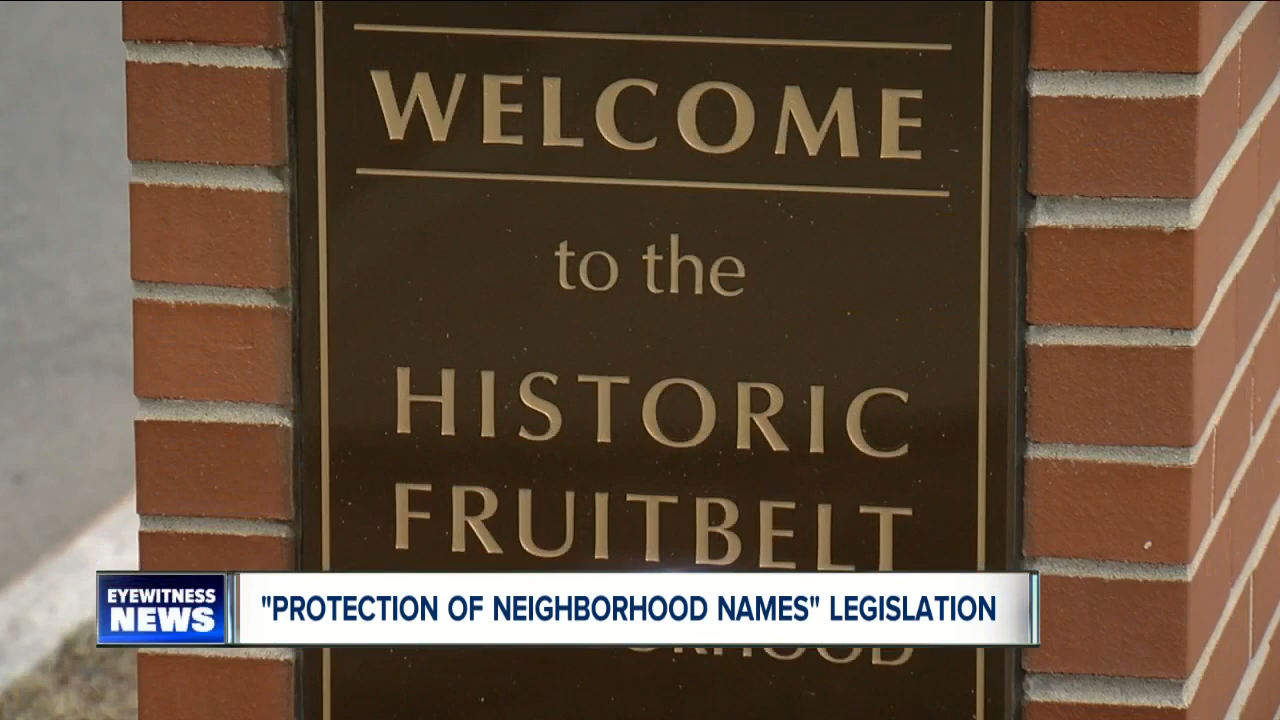 WELCOME
to the
HISTORIC
FRUITBELT
EYEWITNESS
NEWS
"PROTECTION OF NEIGHBORHOOD NAMES" LEGISLATION